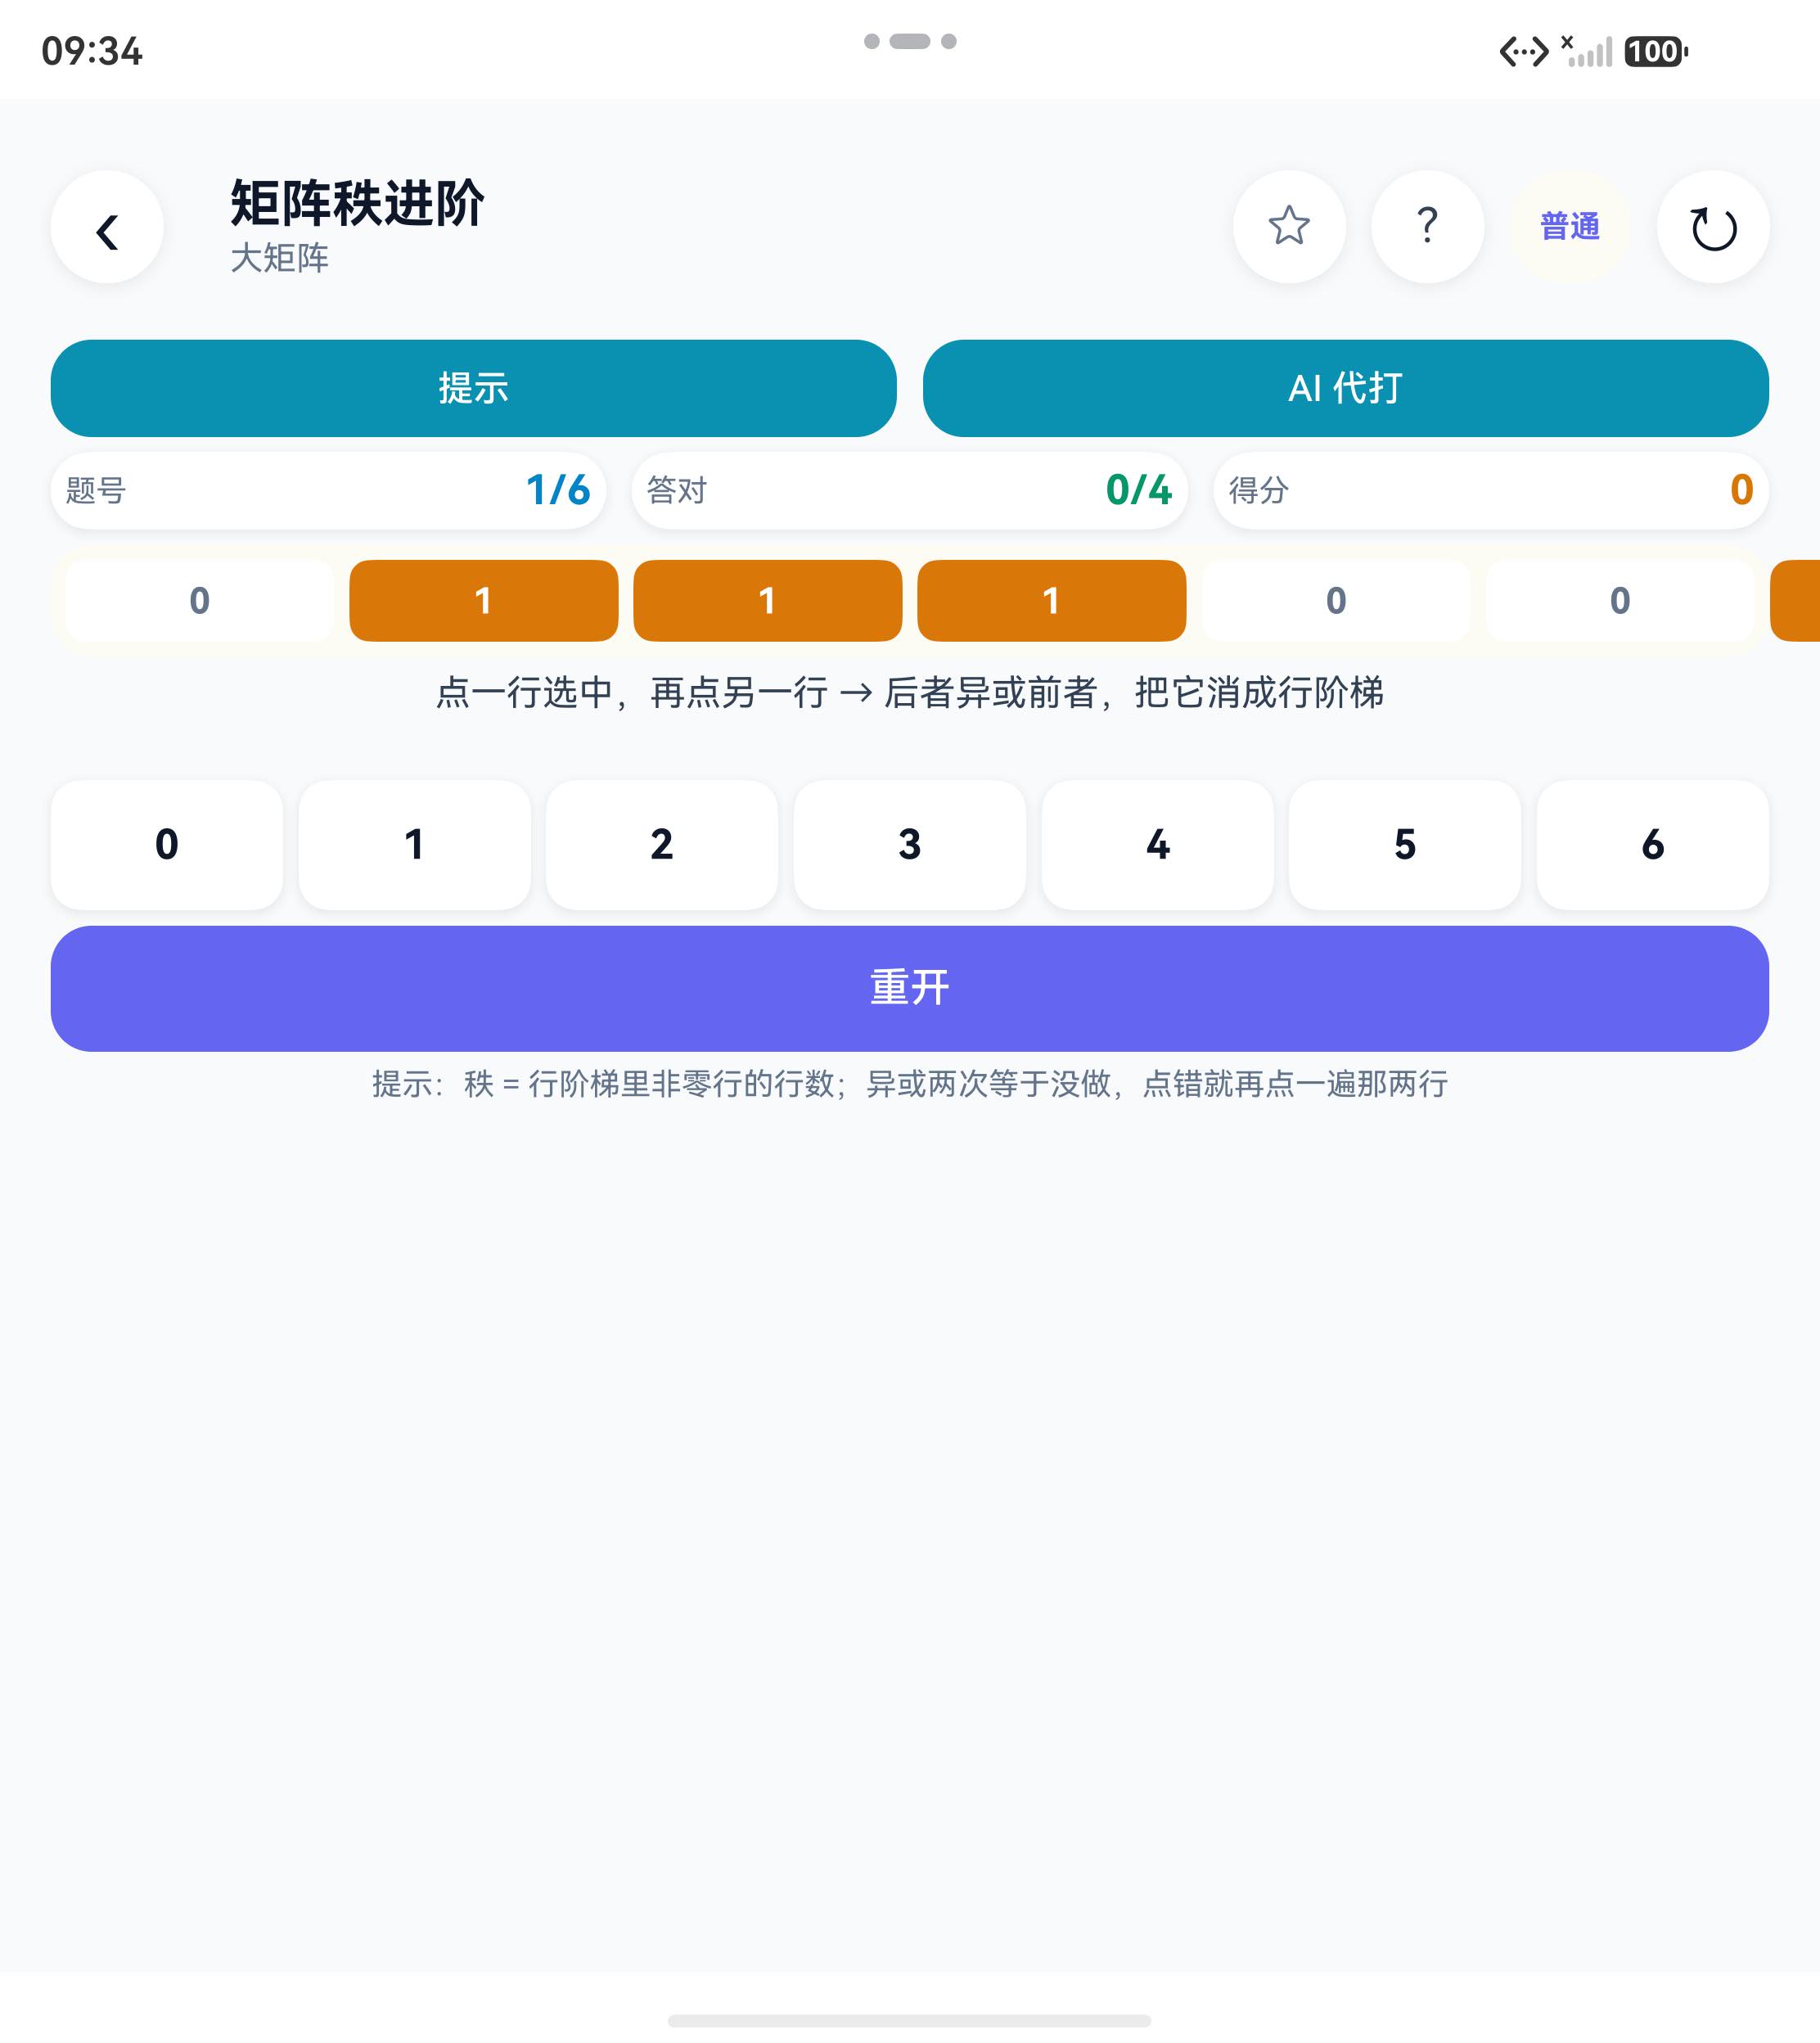 09:34
100
矩阵秩进阶
大矩阵
?
普通
提示
AI 代打
题号 1/6
答对 0/4
得分 0
0 1 1 1 0 0
点一行选中，再点另一行 → 后者异或前者，把它消成行阶梯
0 1 2 3 4 5 6
重开
提示：秩 = 行阶梯里非零行的行数；异或两次等于没做，点错就再点一遍那两行